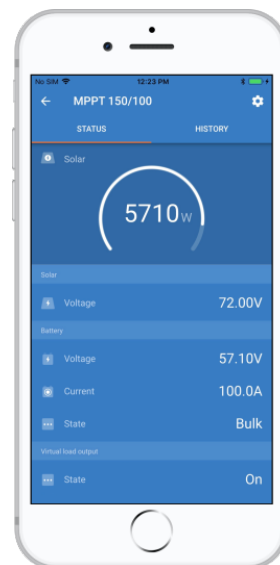 No SIM 12:23 PM
← MPPT 150/100
STATUS HISTORY
Solar
5710W
Solar
Voltage 72.00V
Battery
Voltage 57.10V
Current 100.0A
State Bulk
Virtual load output
State On